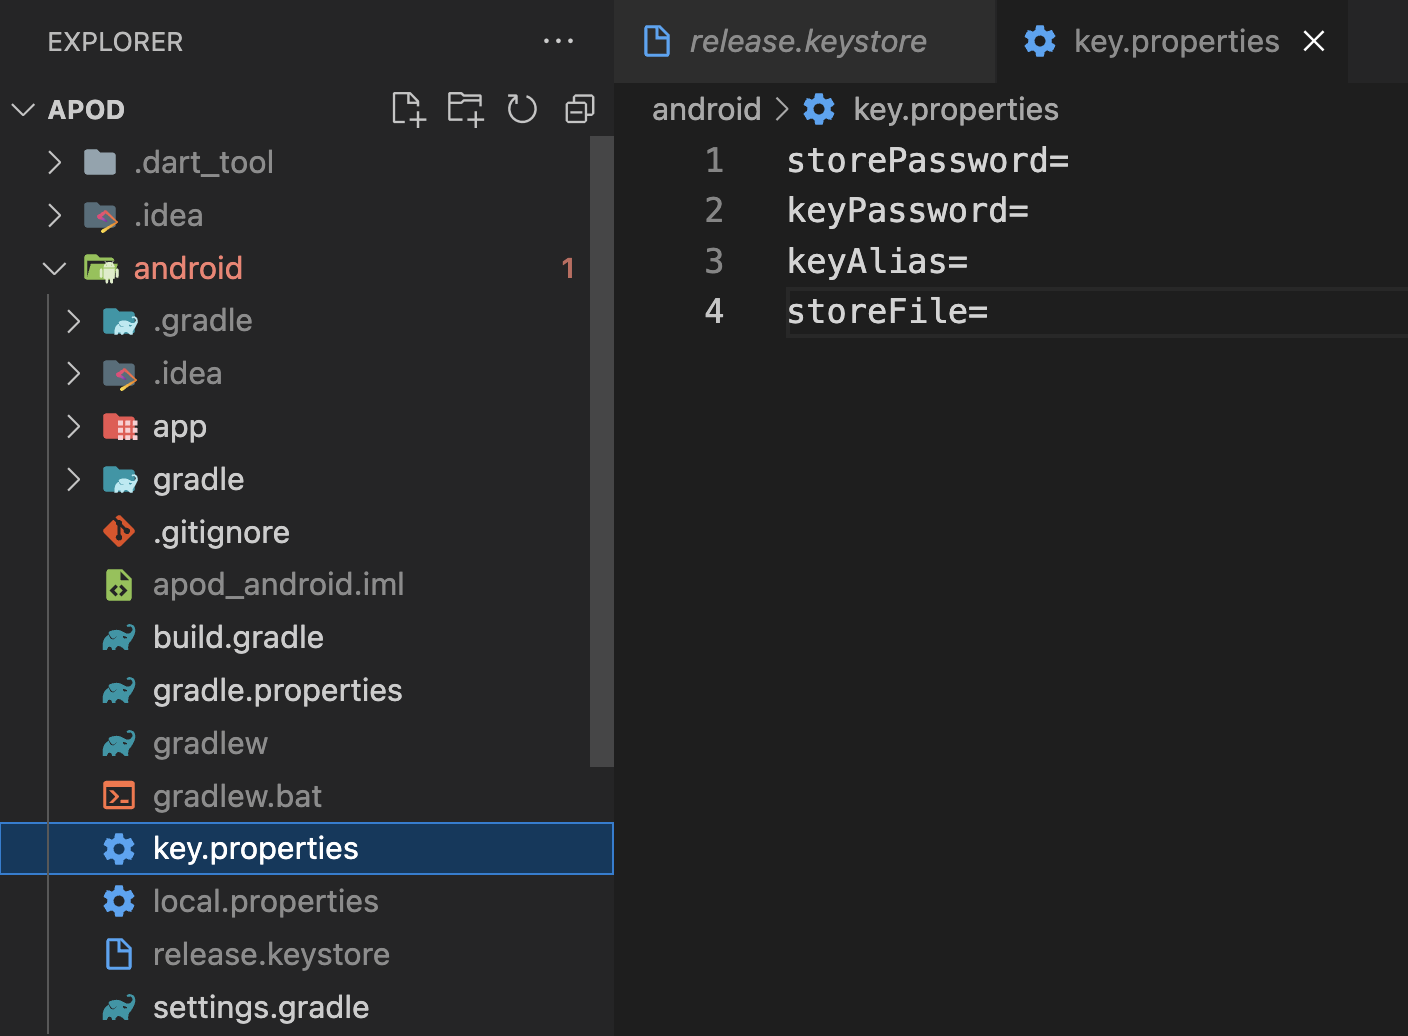 EXPLORER
APOD
.dart_tool
.idea
android 1
.gradle
.idea
app
gradle
.gitignore
apod_android.iml
build.gradle
gradle.properties
gradlew
gradlew.bat
key.properties
local.properties
release.keystore
settings.gradle
release.keystore key.properties
android > key.properties
1 storePassword=
2 keyPassword=
3 keyAlias=
4 storeFile=